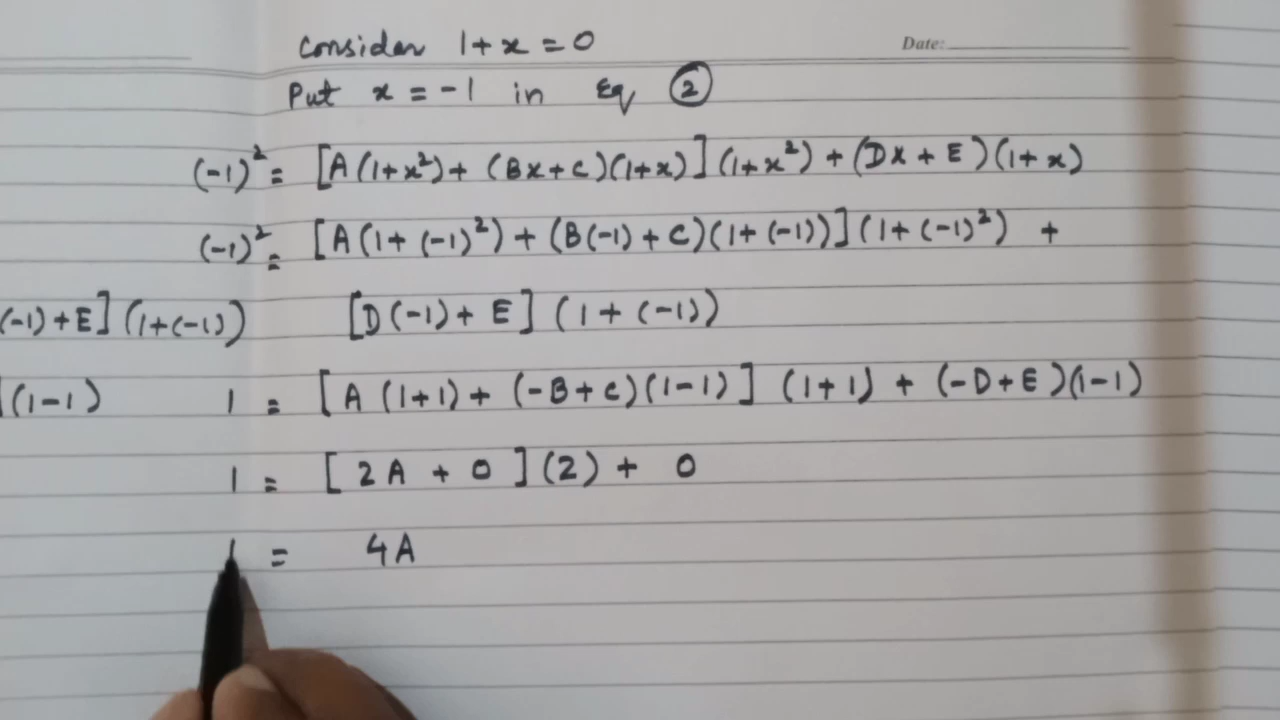 Consider 1+x=0
Date:
Put x = -1 in Eq ②
(-1)² = [A(1+x²)+ (Bx+C)(1+x)](1+x²)+(Dx+E)(1+x)
(-1)² = [A(1+(-1)²)+(B(-1)+C)(1+(-1))](1+(-1)²) +
(-1)+E](1+(-1)) [D(-1)+E](1+(-1))
(1-1) 1 = [A(1+1)+(-B+C)(1-1)](1+1)+(-D+E)(1-1)
1 = [2A+0](2)+ 0
1 = 4A